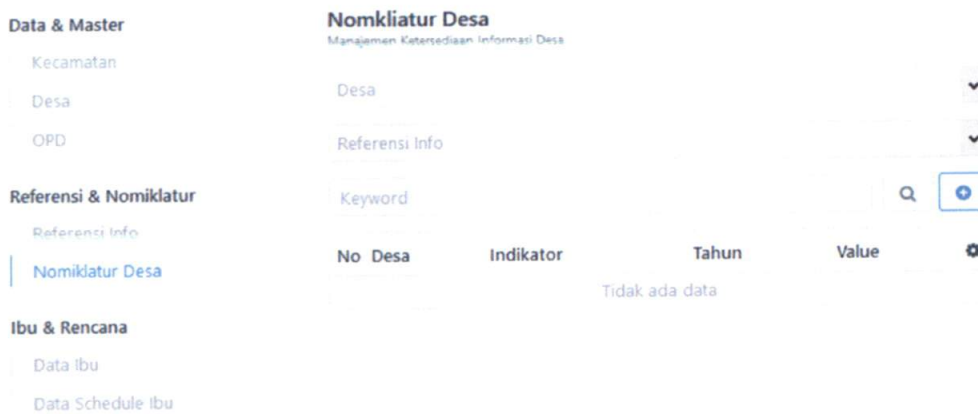 Data & Master
Kecamatan
Desa
OPD
Referensi & Nomiklatur
Referensi Info
Nomiklatur Desa
Ibu & Rencana
Data Ibu
Data Schedule Ibu
Nomkliatur Desa
Manajemen Ketersediaan Informasi Desa
Desa
Referensi Info
Keyword
No Desa Indikator Tahun Value
Tidak ada data